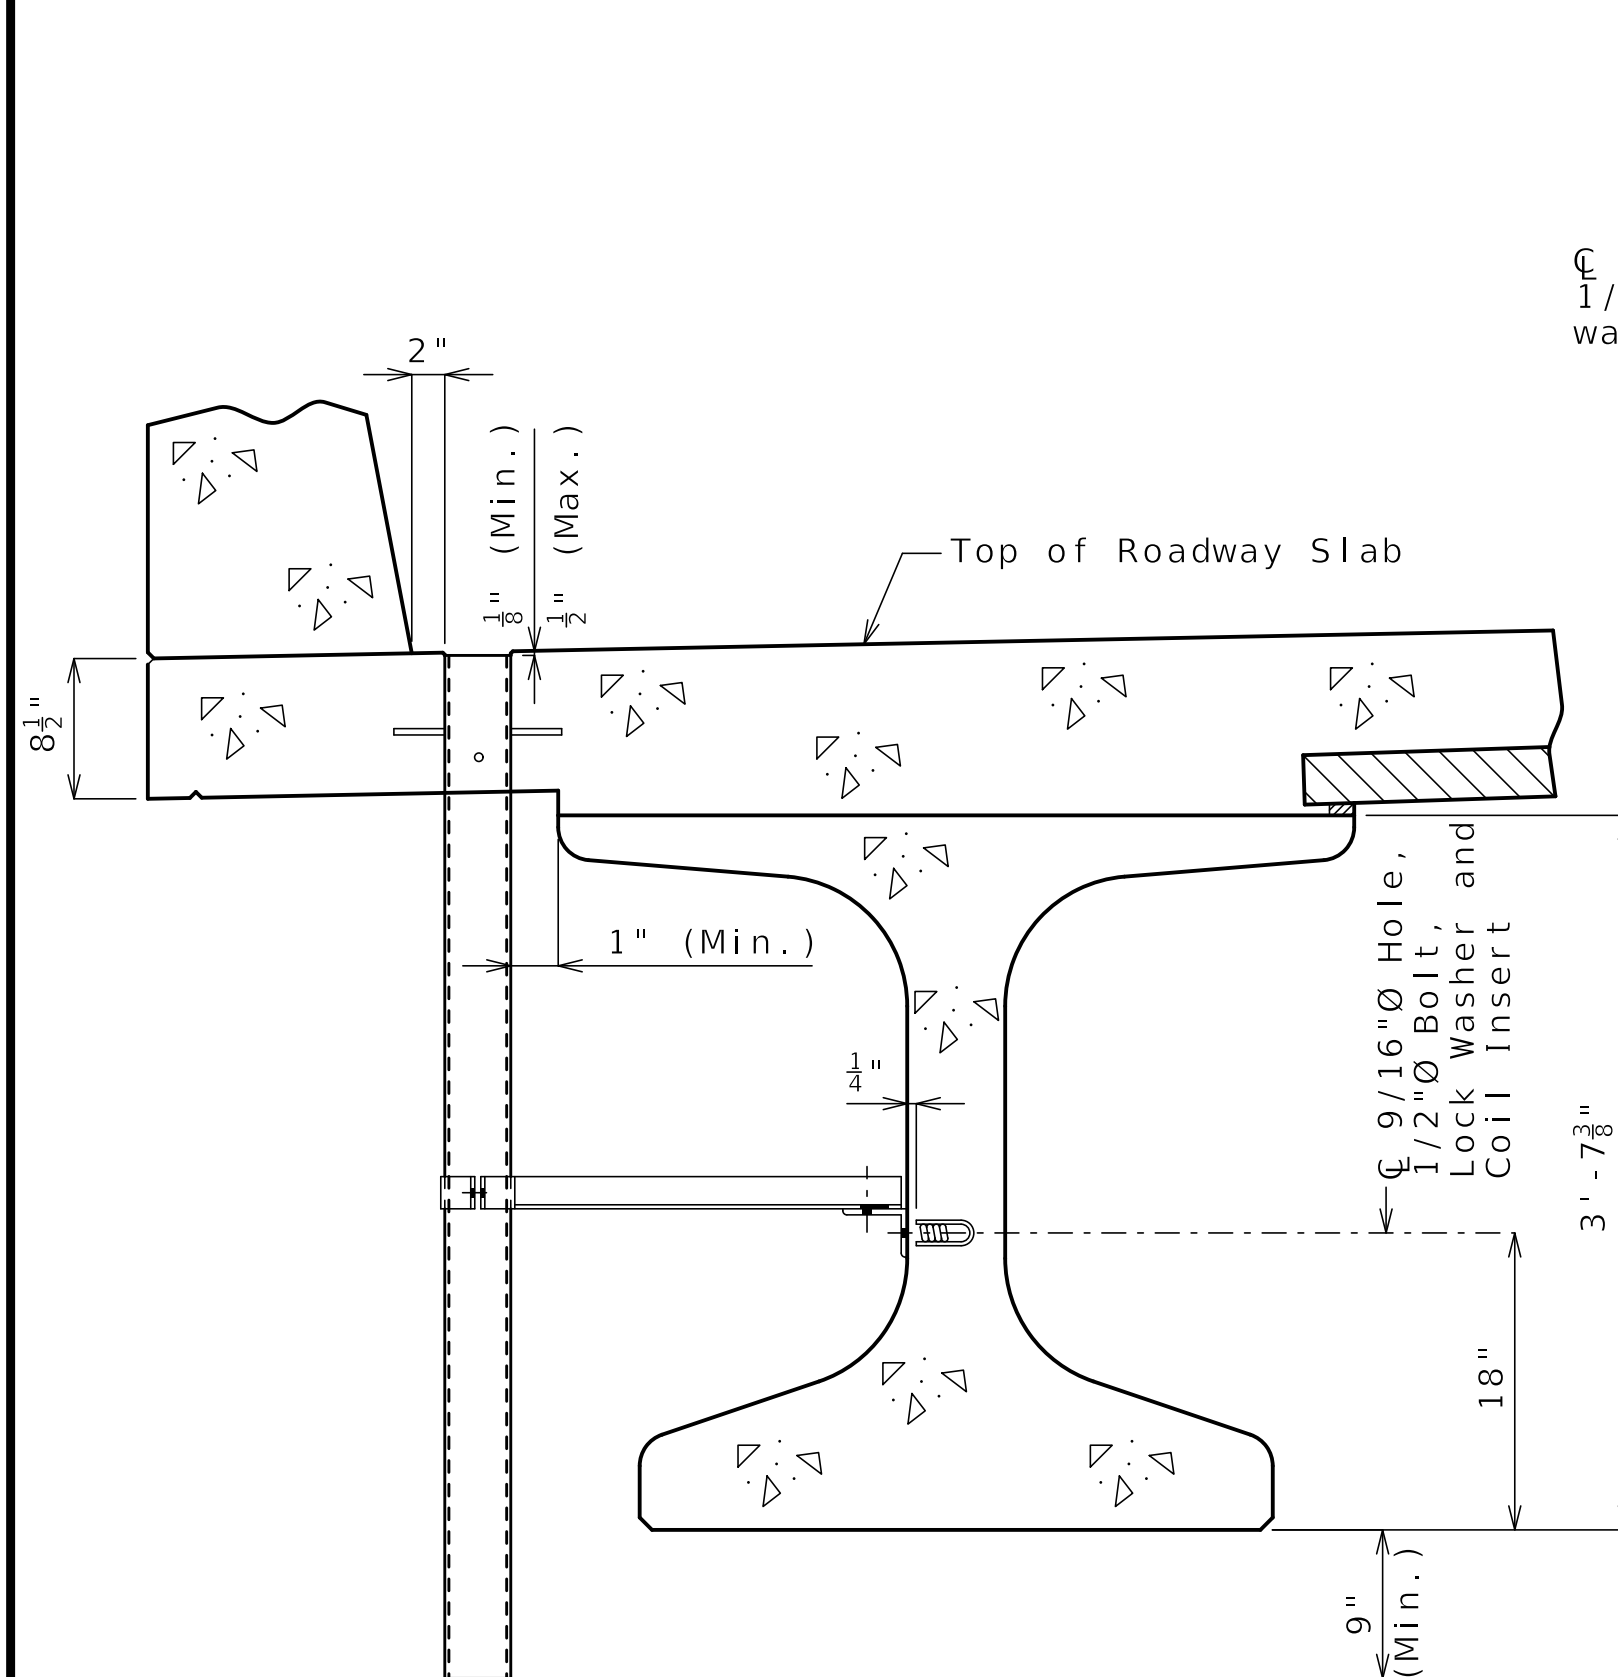 ℄
1/
wa
2"
1/8" (Min.)
1/2" (Max.)
Top of Roadway Slab
8 1/2"
1" (Min.)
1/4"
℄ 9/16"Ø Hole,
1/2"Ø Bolt,
Lock Washer and
Coil Insert
3'-7 3/8"
18"
9"
(Min.)